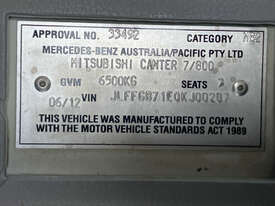 APPROVAL NO. 33492 CATEGORY
MERCEDES-BENZ AUSTRALIA/PACIFIC PTY LTD
MITSUBISHI CANTER 7/800
GVM 6500KG SEATS
06/12 VIN
THIS VEHICLE WAS MANUFACTURED TO COMPLY
WITH THE MOTOR VEHICLE STANDARDS ACT 1989